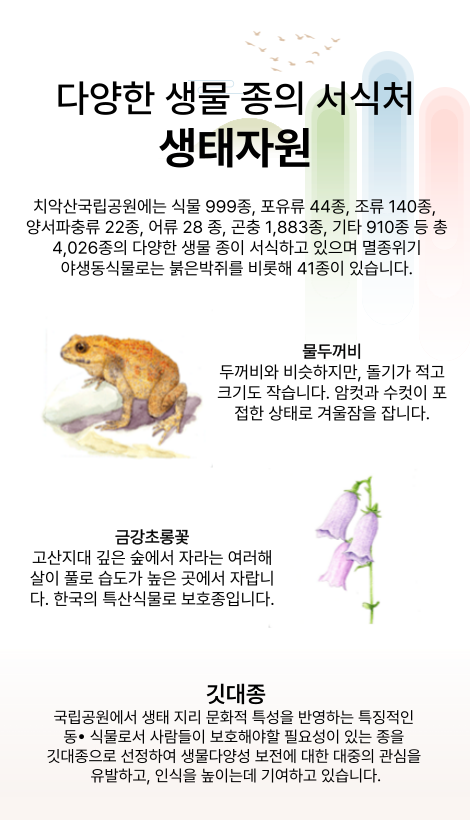 다양한 생물 종의 서식처
생태자원
치악산국립공원에는 식물 999종, 포유류 44종, 조류 140종,
양서파충류 22종, 어류 28 종, 곤충 1,883종, 기타 910종 등 총
4,026종의 다양한 생물 종이 서식하고 있으며 멸종위기
야생동식물로는 붉은박쥐를 비롯해 41종이 있습니다.
물두꺼비
두꺼비와 비슷하지만, 돌기가 적고
크기도 작습니다. 암컷과 수컷이 포
접한 상태로 겨울잠을 잡니다.
금강초롱꽃
고산지대 깊은 숲에서 자라는 여러해
살이 풀로 습도가 높은 곳에서 자랍니
다. 한국의 특산식물로 보호종입니다.
깃대종
국립공원에서 생태 지리 문화적 특성을 반영하는 특징적인
동• 식물로서 사람들이 보호해야할 필요성이 있는 종을
깃대종으로 선정하여 생물다양성 보전에 대한 대중의 관심을
유발하고, 인식을 높이는데 기여하고 있습니다.